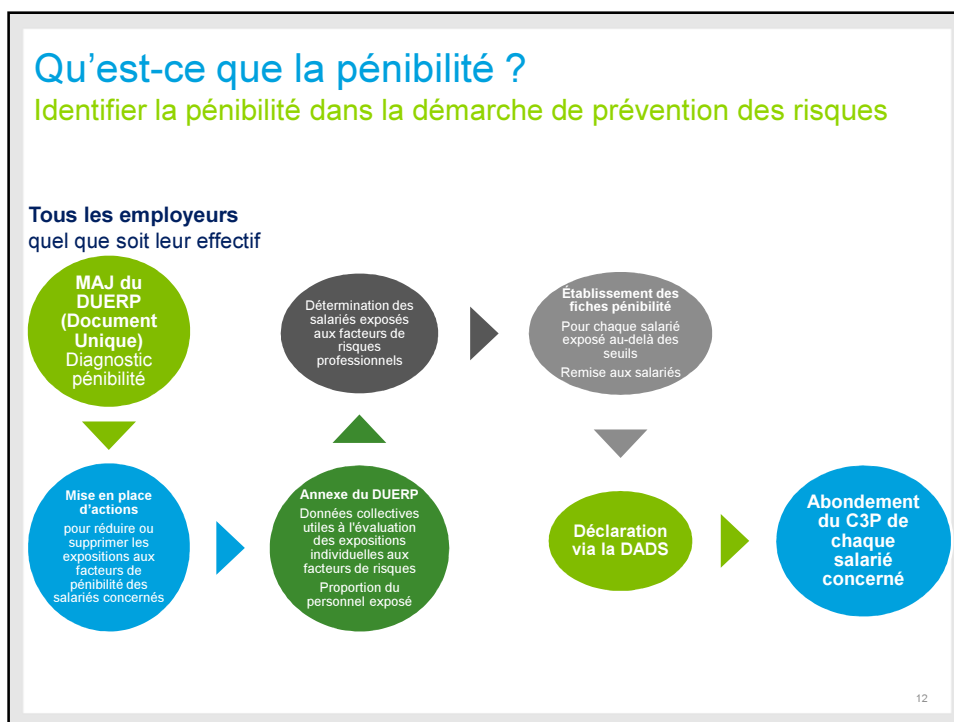 Qu’est-ce que la pénibilité ?
Identifier la pénibilité dans la démarche de prévention des risques
Tous les employeurs
quel que soit leur effectif
MAJ du
DUERP
(Document
Unique)
Diagnostic
pénibilité
Mise en place
d’actions
pour réduire ou
supprimer les
expositions aux
facteurs de
pénibilité des
salariés concernés
Annexe du DUERP
Données collectives
utiles à l'évaluation
des expositions
individuelles aux
facteurs de risques
Proportion du
personnel exposé
Détermination des
salariés exposés
aux facteurs de
risques
professionnels
Établissement des
fiches pénibilité
Pour chaque salarié
exposé au-delà des
seuils
Remise aux salariés
Déclaration
via la DADS
Abondement
du C3P de
chaque
salarié
concerné
12